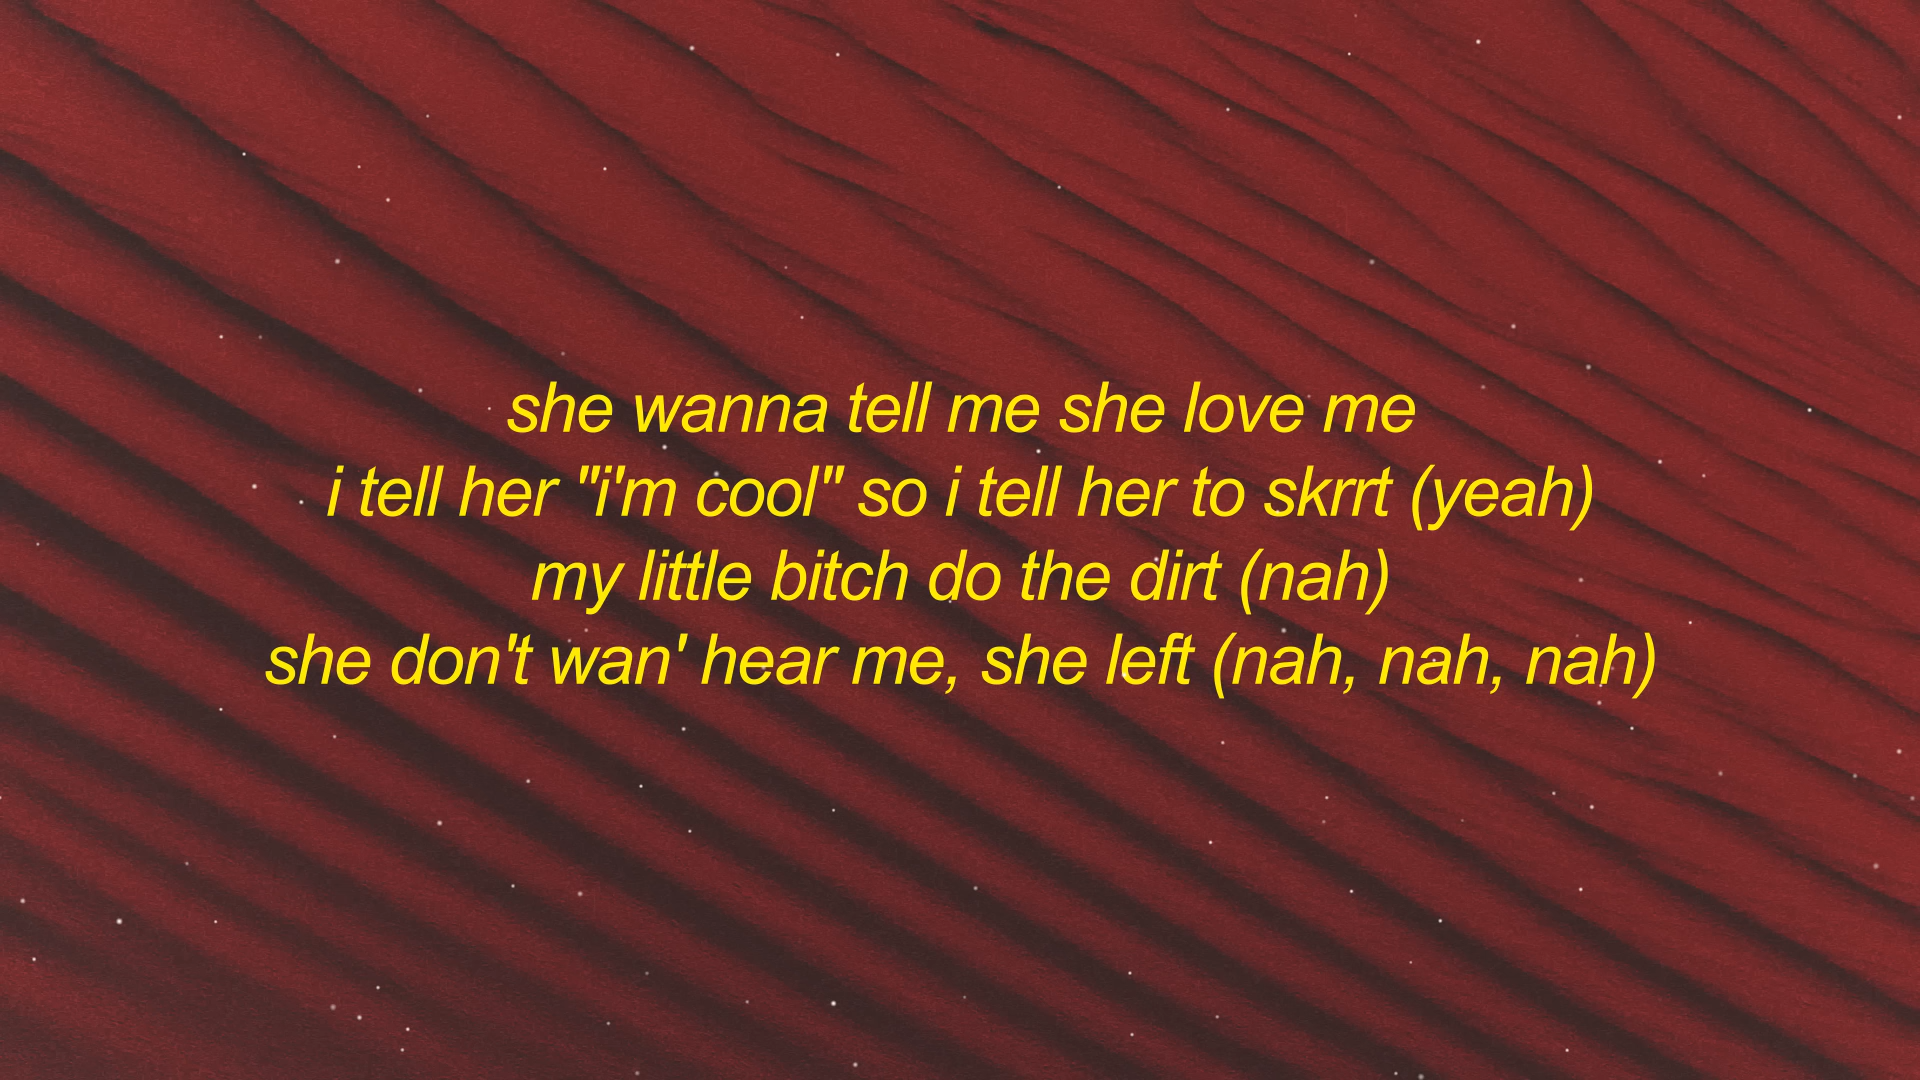 she wanna tell me she love me
i tell her "i'm cool" so i tell her to skrrt (yeah)
my little bitch do the dirt (nah)
she don't wan' hear me, she left (nah, nah, nah)